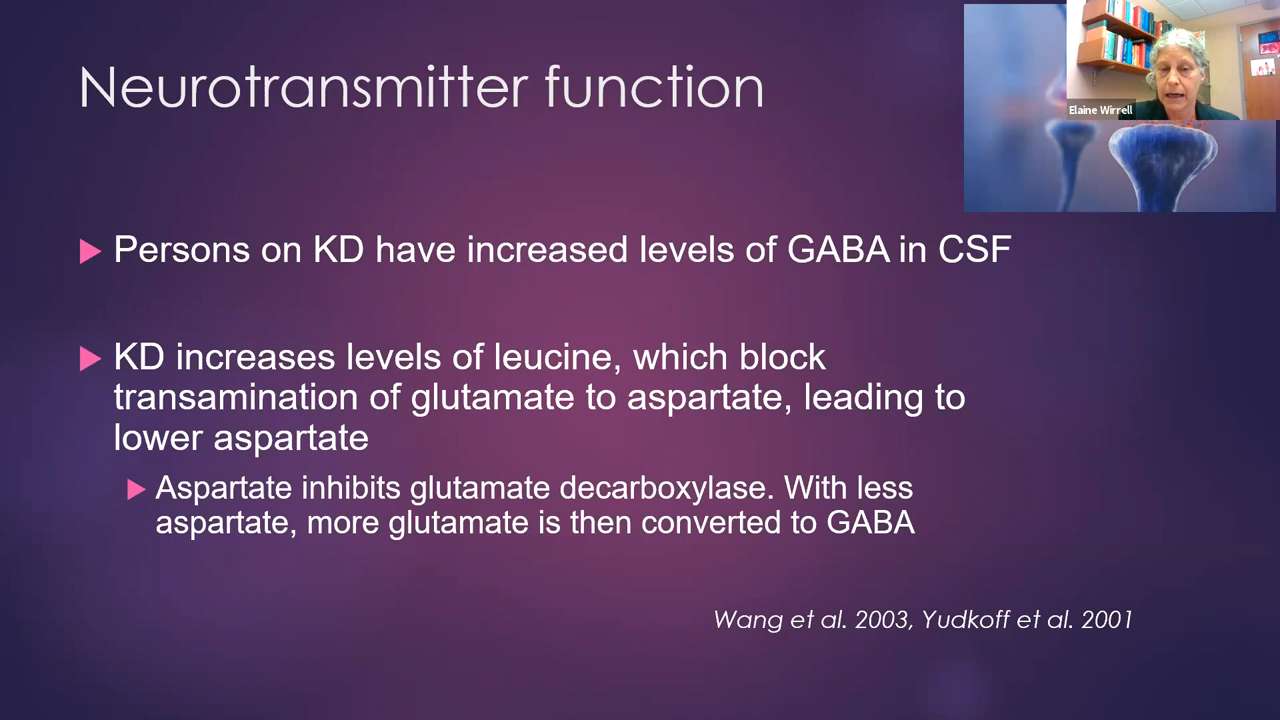 Neurotransmitter function
Elaine Wirrell
Persons on KD have increased levels of GABA in CSF
KD increases levels of leucine, which block
transamination of glutamate to aspartate, leading to
lower aspartate
Aspartate inhibits glutamate decarboxylase. With less
aspartate, more glutamate is then converted to GABA
Wang et al. 2003, Yudkoff et al. 2001